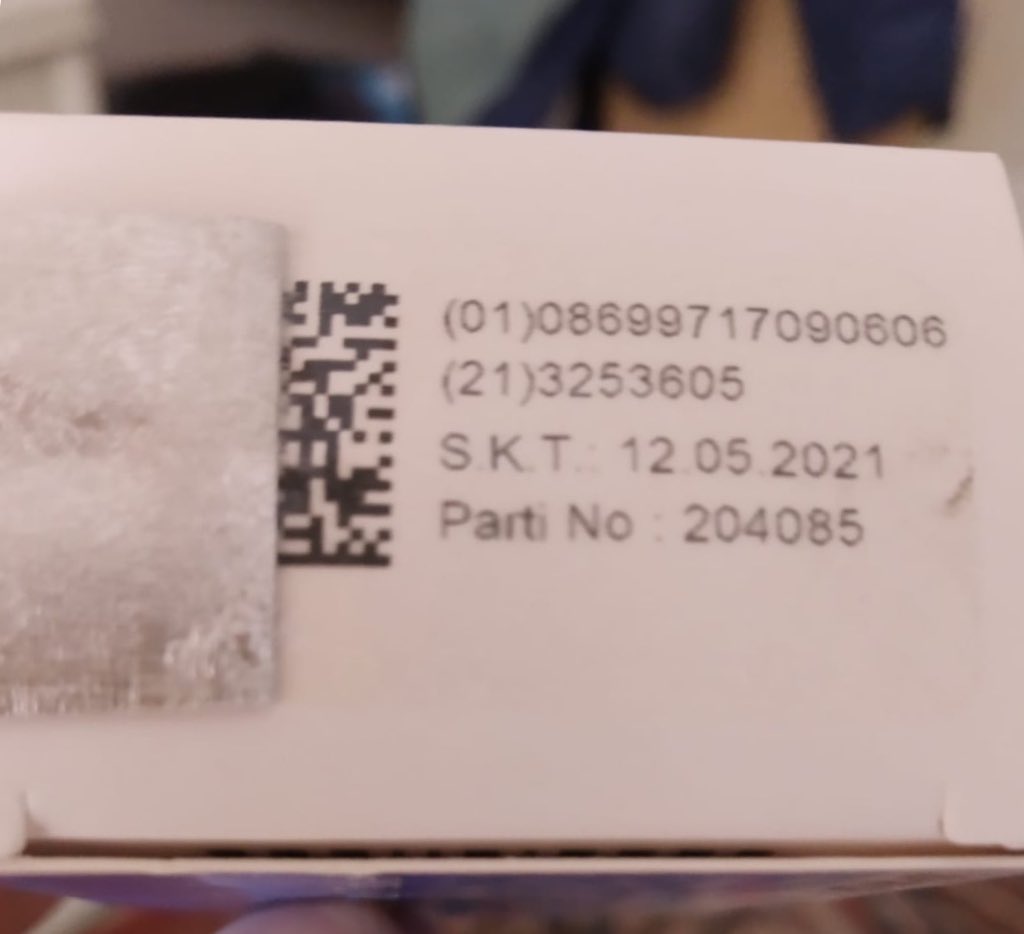 (01)08699717090606
(21)3253605
S.K.T.: 12.05.2021
Parti No : 204085